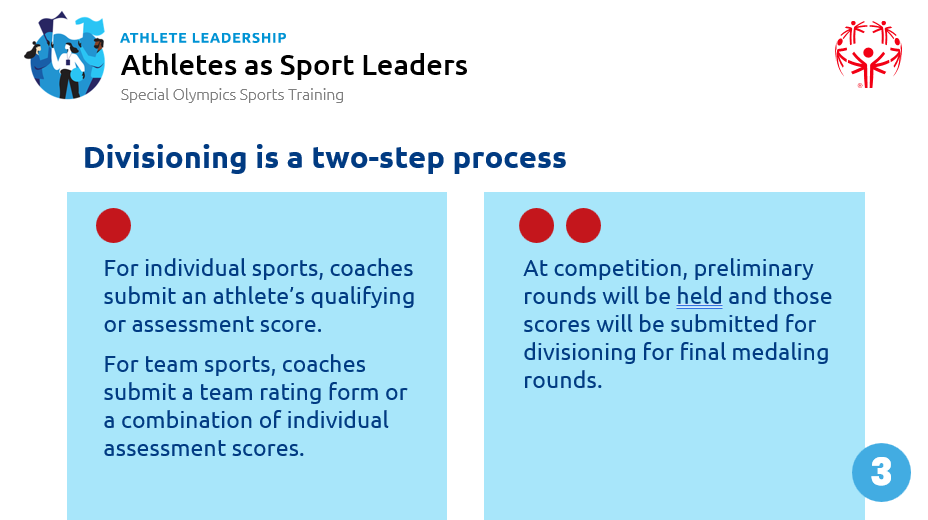 ATHLETE LEADERSHIP
Athletes as Sport Leaders
Special Olympics Sports Training
Divisioning is a two-step process
For individual sports, coaches
submit an athlete’s qualifying
or assessment score.
For team sports, coaches
submit a team rating form or
a combination of individual
assessment scores.
At competition, preliminary
rounds will be held and those
scores will be submitted for
divisioning for final medaling
rounds.
3
®